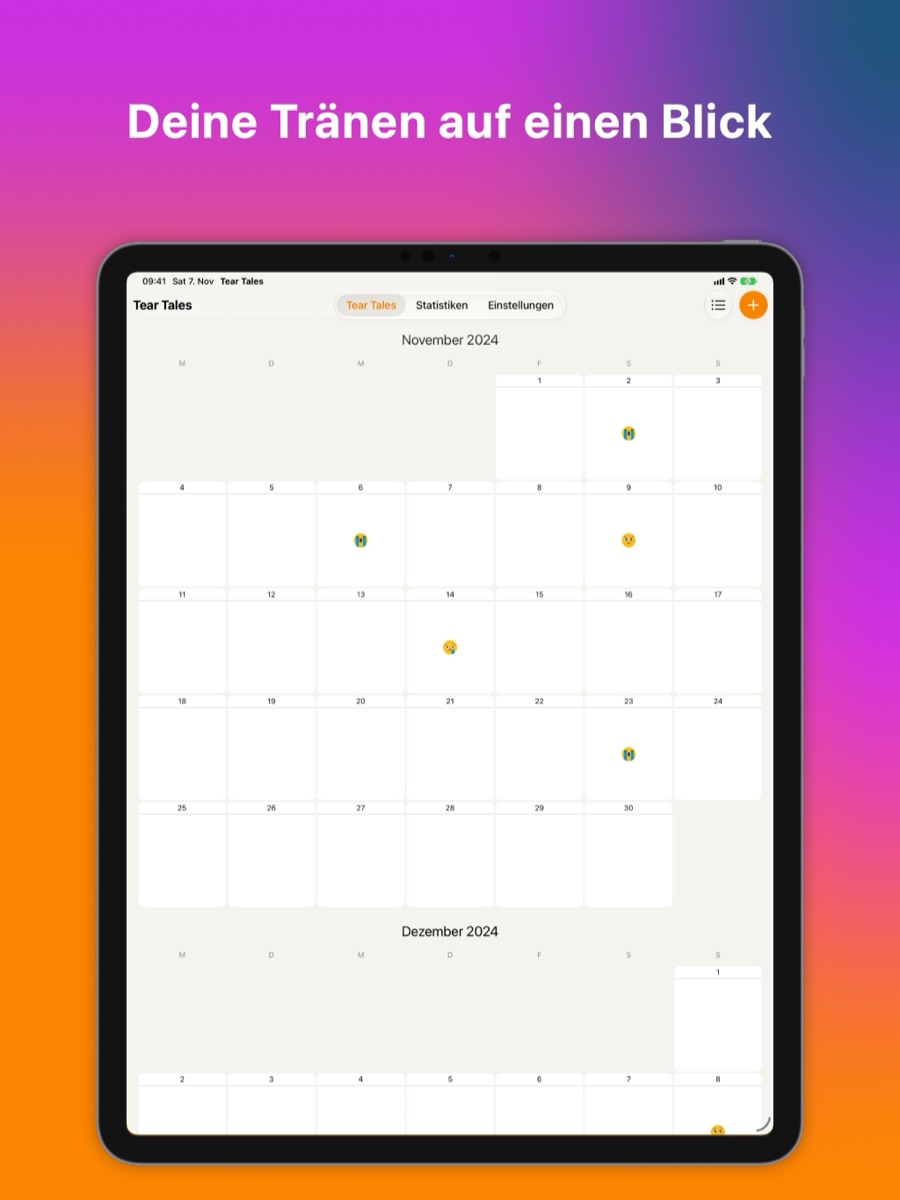 Deine Tränen auf einen Blick
09:41 Sat 7. Nov Tear Tales
Tear Tales Tear Tales Statistiken Einstellungen
November 2024
M D M D F S S
1 2 3
4 5 6 7 8 9 10
11 12 13 14 15 16 17
18 19 20 21 22 23 24
25 26 27 28 29 30
Dezember 2024
M D M D F S S
1
2 3 4 5 6 7 8